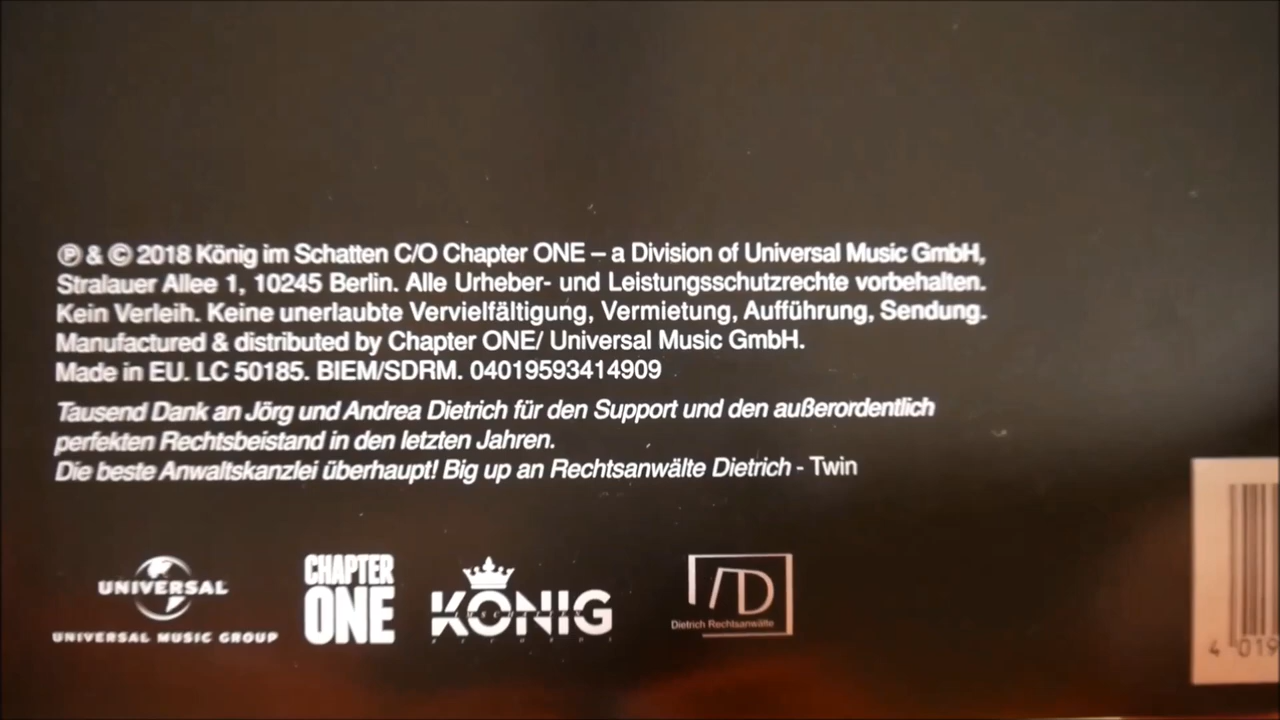 ℗ & © 2018 König im Schatten C/O Chapter ONE – a Division of Universal Music GmbH,
Stralauer Allee 1, 10245 Berlin. Alle Urheber- und Leistungsschutzrechte vorbehalten.
Kein Verleih. Keine unerlaubte Vervielfältigung, Vermietung, Aufführung, Sendung.
Manufactured & distributed by Chapter ONE/ Universal Music GmbH.
Made in EU. LC 50185. BIEM/SDRM. 04019593414909
Tausend Dank an Jörg und Andrea Dietrich für den Support und den außerordentlich
perfekten Rechtsbeistand in den letzten Jahren.
Die beste Anwaltskanzlei überhaupt! Big up an Rechtsanwälte Dietrich - Twin
UNIVERSAL
UNIVERSAL MUSIC GROUP
CHAPTER
ONE
KÖNIG
D
Dietrich Rechtsanwälte
4 019